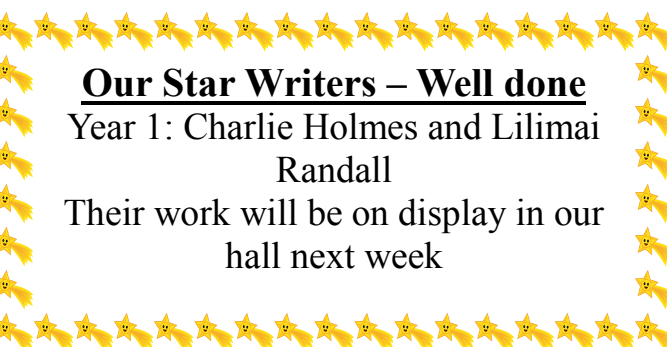 Our Star Writers – Well done
Year 1: Charlie Holmes and Lilimai
Randall
Their work will be on display in our
hall next week